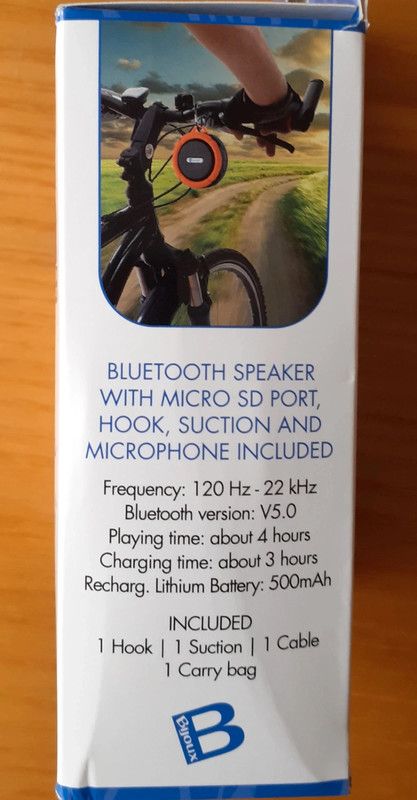 BLUETOOTH SPEAKER
WITH MICRO SD PORT,
HOOK, SUCTION AND
MICROPHONE INCLUDED
Frequency: 120 Hz - 22 kHz
Bluetooth version: V5.0
Playing time: about 4 hours
Charging time: about 3 hours
Recharg. Lithium Battery: 500mAh
INCLUDED
1 Hook | 1 Suction | 1 Cable
1 Carry bag
Bijoux
B